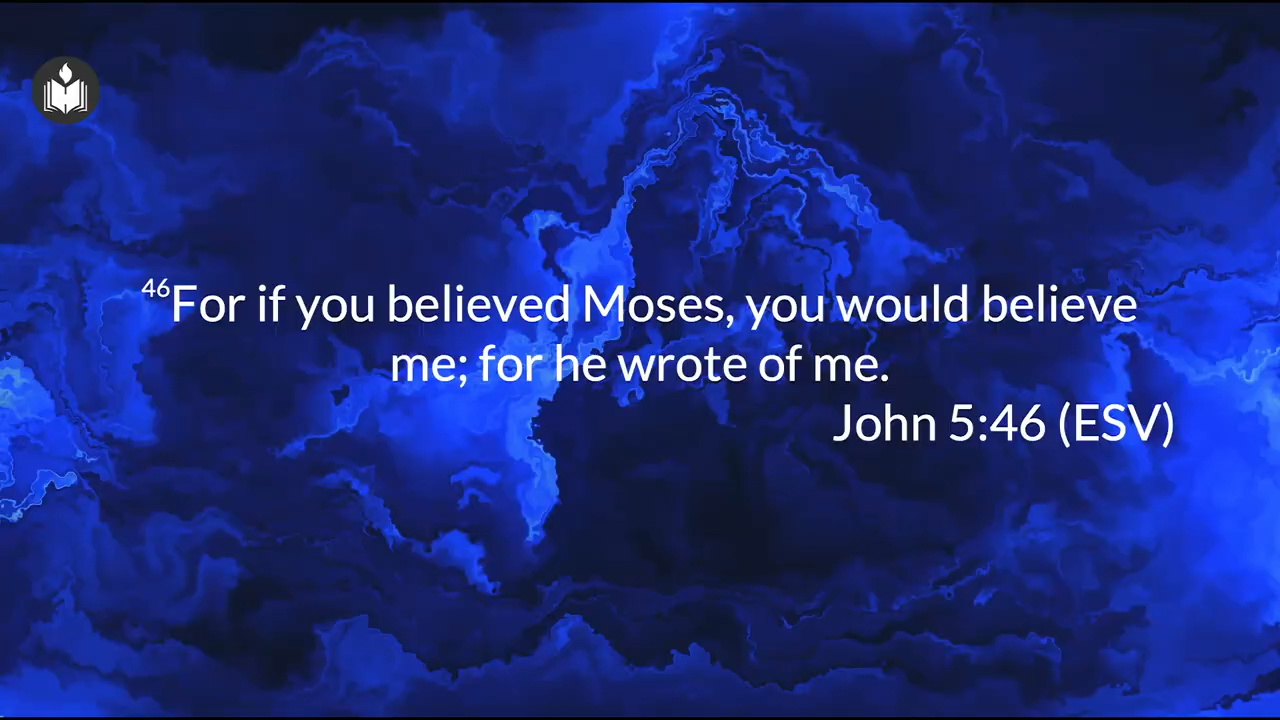 46For if you believed Moses, you would believe
me; for he wrote of me.
John 5:46 (ESV)